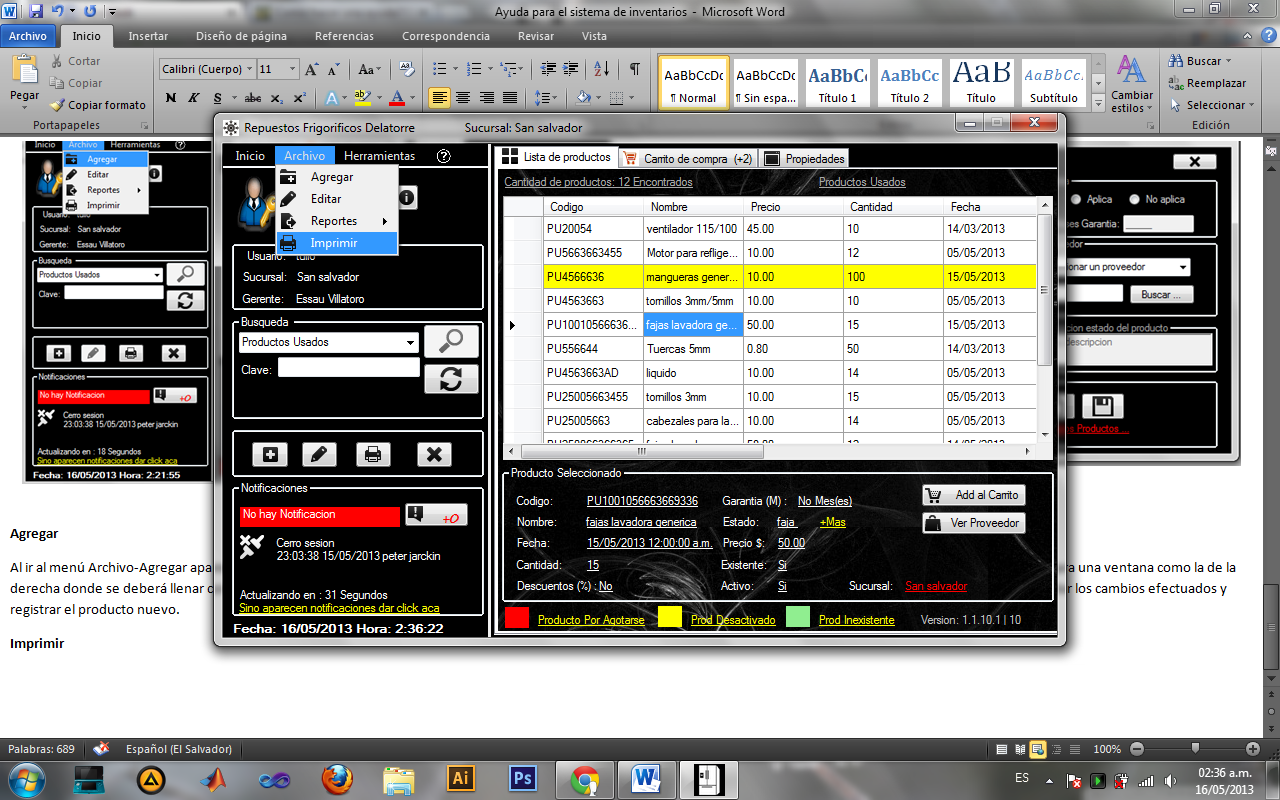 Ayuda para el sistema de inventarios - Microsoft Word
Archivo Inicio Insertar Diseño de página Referencias Correspondencia Revisar Vista
Pegar
Cortar
Copiar
Copiar formato
Portapapeles
Calibri (Cuerpo) 11
N K S abc x₂ x² A
AaBbCcDc AaBbCcDc AaBbC AaBbCc AaB AaBbCc.
¶ Normal ¶ Sin espa... Título 1 Título 2 Título Subtítulo
Cambiar estilos
Buscar
Reemplazar
Seleccionar
Edición
Inicio Archivo Herramientas
Agregar
Editar
Reportes
Imprimir
Usuario: tulio
Sucursal: San salvador
Gerente: Essau Villatoro
Busqueda
Productos Usados
Clave:
Notificaciones
No hay Notificacion
+O
Cerro sesion
23:03:38 15/05/2013 peter jarckin
Actualizando en : 18 Segundos
Sino aparecen notificaciones dar click aca
Fecha: 16/05/2013 Hora: 2:21:55
Repuestos Frigorificos Delatorre Sucursal: San salvador
Inicio Archivo Herramientas
Agregar
Editar
Reportes
Imprimir
Usuario: tulio
Sucursal: San salvador
Gerente: Essau Villatoro
Busqueda
Productos Usados
Clave:
Notificaciones
No hay Notificacion
+O
Cerro sesion
23:03:38 15/05/2013 peter jarckin
Actualizando en : 31 Segundos
Sino aparecen notificaciones dar click aca
Fecha: 16/05/2013 Hora: 2:36:22
Lista de productos Carrito de compra (+2) Propiedades
Cantidad de productos: 12 Encontrados Productos Usados
Codigo Nombre Precio Cantidad Fecha
PU20054 ventilador 115/100 45.00 10 14/03/2013
PU5663663455 Motor para reflige... 10.00 12 05/05/2013
PU4566636 mangueras gener... 10.00 100 15/05/2013
PU4563663 tornillos 3mm/5mm 10.00 10 05/05/2013
PU10010566636... fajas lavadora ge... 50.00 15 15/05/2013
PU556644 Tuercas 5mm 0.80 50 14/03/2013
PU4563663AD liquido 10.00 14 05/05/2013
PU25005663455 tornillos 3mm 10.00 15 05/05/2013
PU25005663 cabezales para la... 10.00 14 05/05/2013
Producto Seleccionado
Codigo: PU1001056663669336 Garantia (M) : No Mes(es)
Nombre: fajas lavadora generica Estado: faja +Mas
Fecha: 15/05/2013 12:00:00 a.m. Precio $: 50.00
Cantidad: 15 Existente: Si
Descuentos (%) : No Activo: Si Sucursal: San salvador
Add al Carrito
Ver Proveedor
Producto Por Agotarse Prod Desactivado Prod Inexistente Version: 1.1.10.1 | 10
Aplica No aplica
ses Garantia:
edor
onar un proveedor
Buscar ...
cion estado del producto
descripcion
s Productos ...
Agregar
Al ir al menú Archivo-Agregar apa
a una ventana como la de la
derecha donde se deberá llenar
r los cambios efectuados y
registrar el producto nuevo.
Imprimir
Palabras: 689 Español (El Salvador) 100%
Ai Ps ES
02:36 a.m.
16/05/2013